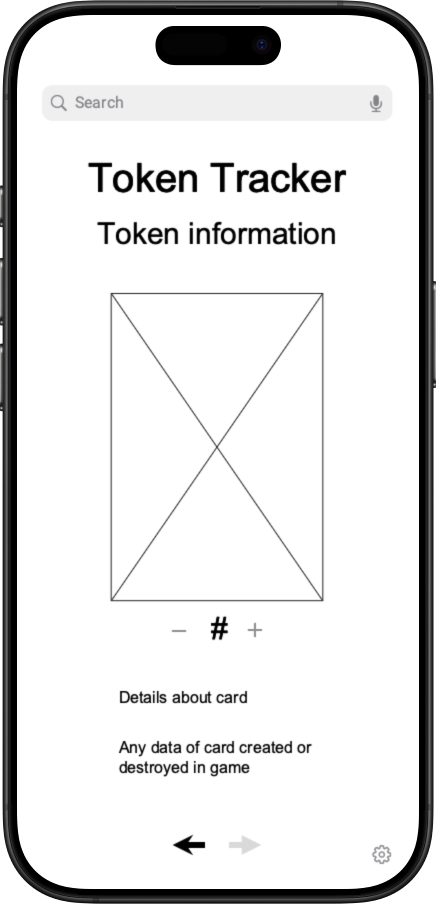 Search
Token Tracker
Token information
− # +
Details about card
Any data of card created or
destroyed in game